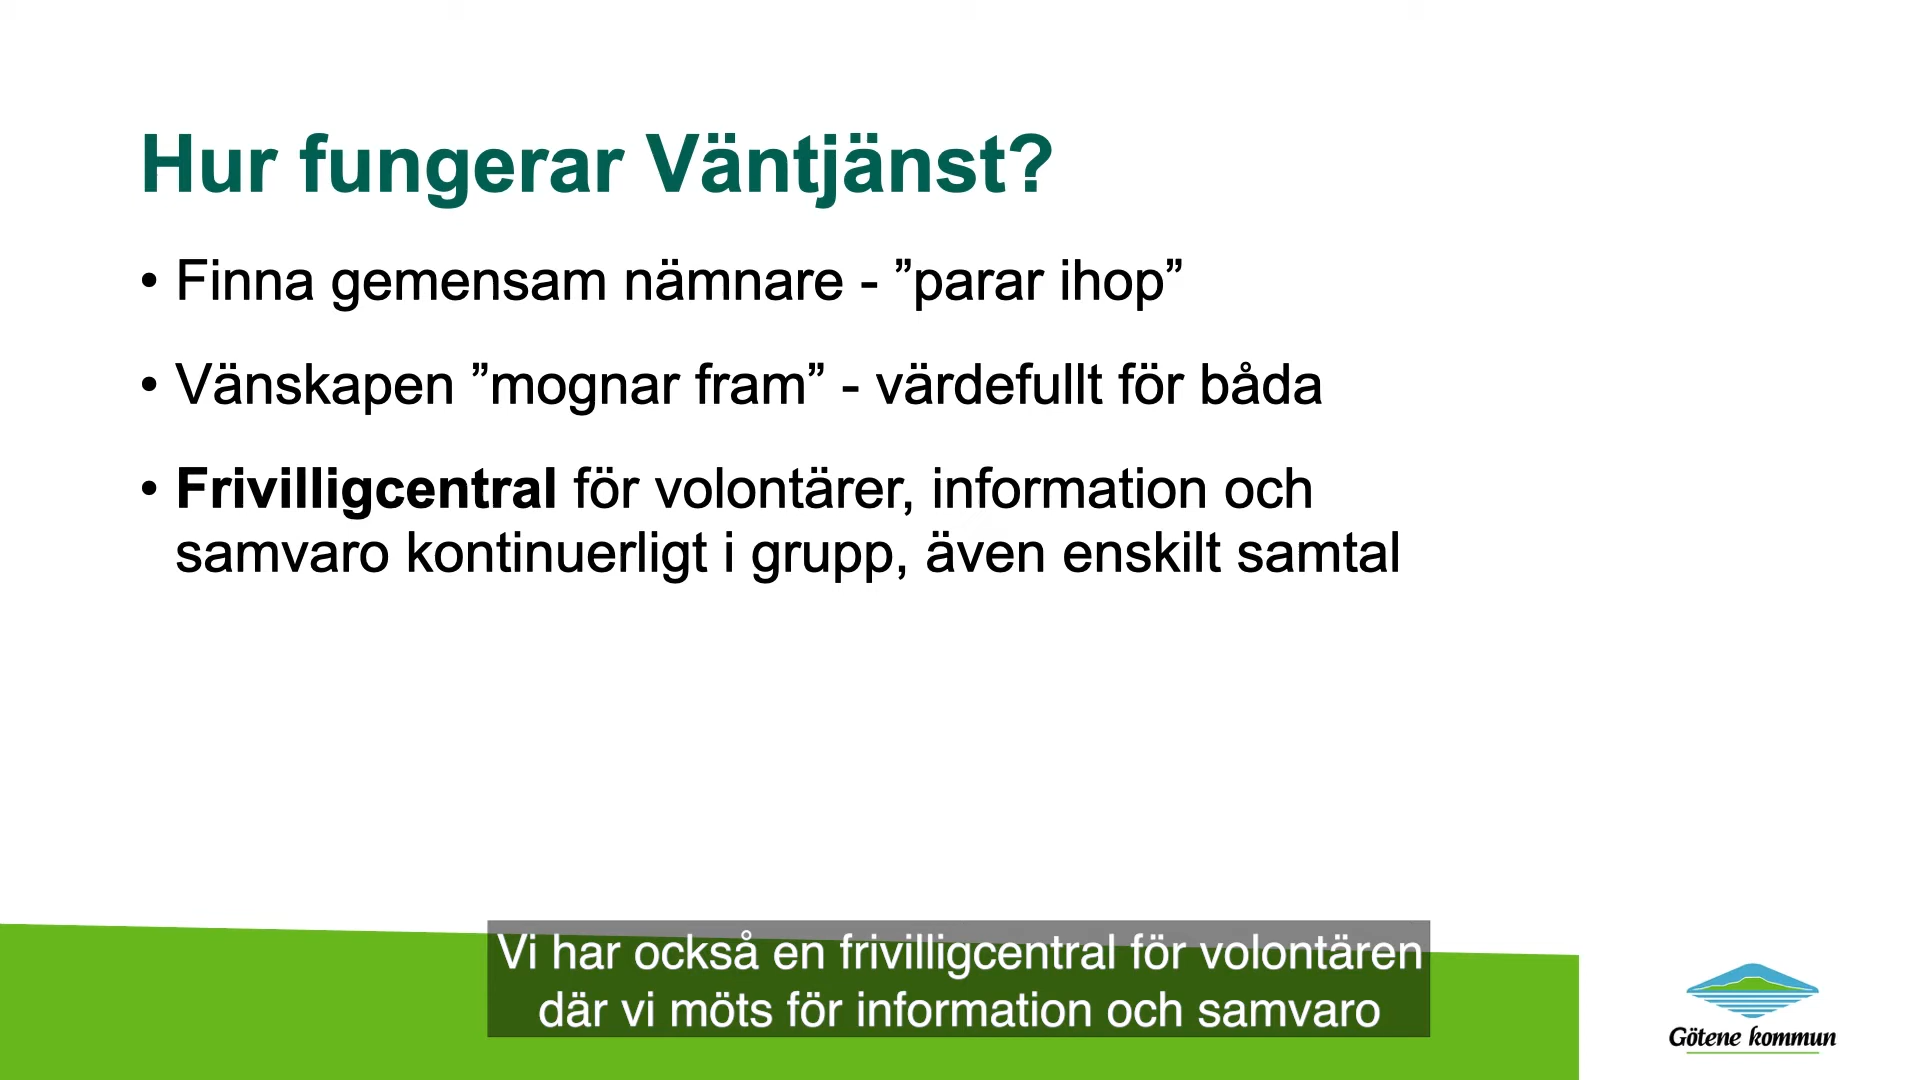 Hur fungerar Väntjänst?
• Finna gemensam nämnare - ”parar ihop”
• Vänskapen ”mognar fram” - värdefullt för båda
• Frivilligcentral för volontärer, information och
samvaro kontinuerligt i grupp, även enskilt samtal
Vi har också en frivilligcentral för volontären
där vi möts för information och samvaro
Götene kommun